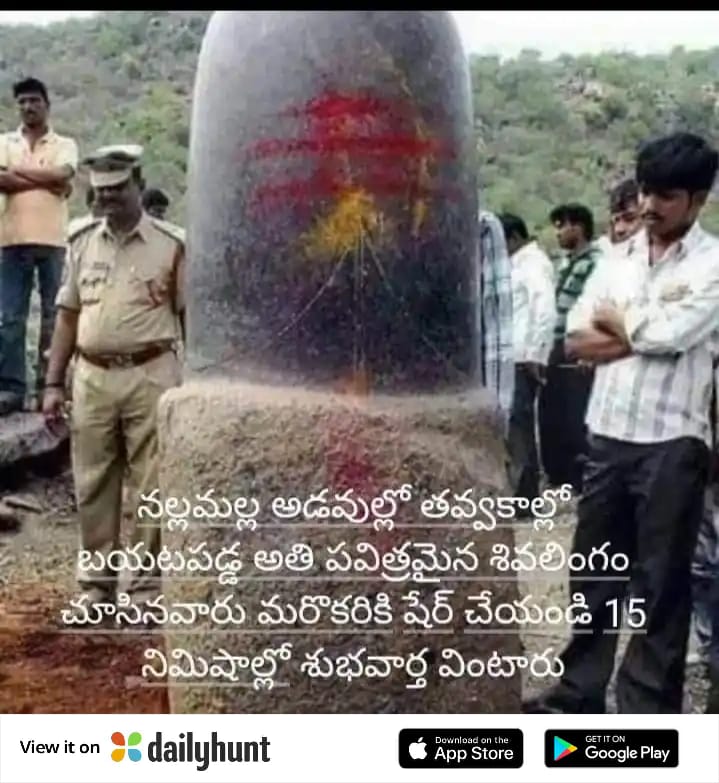 నల్లమల్ల అడవుల్లో తవ్వకాల్లో
బయటపడ్డ అతి పవిత్రమైన శివలింగం
చూసినవారు మరొకరికి షేర్ చేయండి 15
నిమిషాల్లో శుభవార్త వింటారు
View it on dailyhunt
Download on the App Store
GET IT ON Google Play